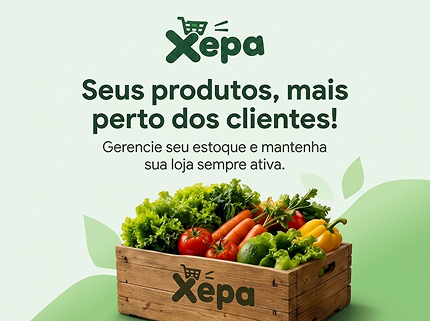 Xepa
Seus produtos, mais
perto dos clientes!
Gerencie seu estoque e mantenha
sua loja sempre ativa.
Xepa